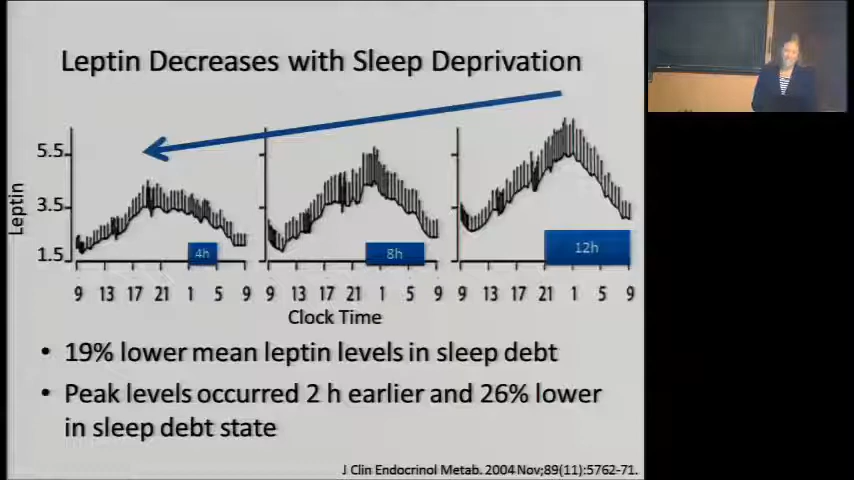 Leptin Decreases with Sleep Deprivation
5.5
3.5
1.5
Leptin
4h
8h
12h
9 13 17 21 1 5 9 9 13 17 21 1 5 9 9 13 17 21 1 5 9
Clock Time
• 19% lower mean leptin levels in sleep debt
• Peak levels occurred 2 h earlier and 26% lower
in sleep debt state
J Clin Endocrinol Metab. 2004 Nov;89(11):5762-71.